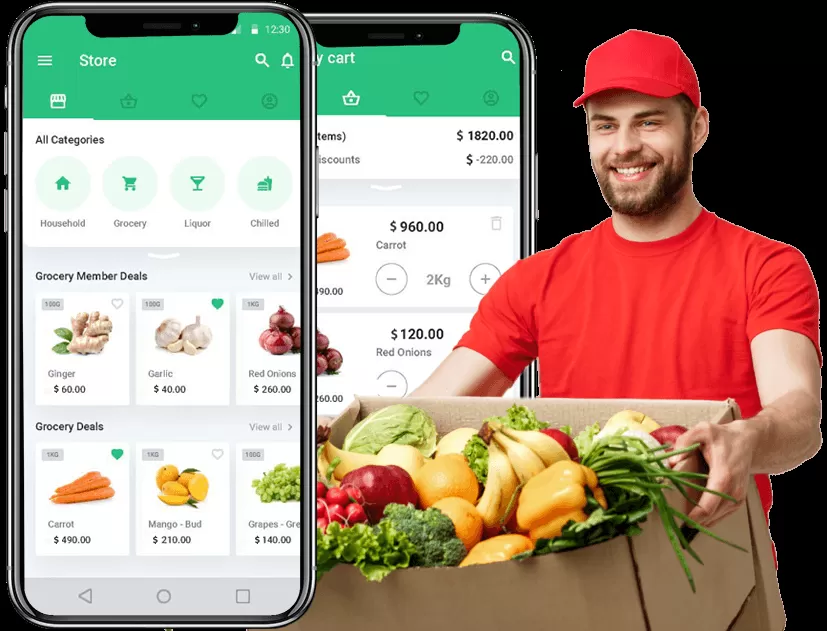 12:30
Store
All Categories
Household Grocery Liquor Chilled
Grocery Member Deals View all
100G 100G 1KG
Ginger Garlic Red Onions
$ 60.00 $ 40.00 $ 260.00
Grocery Deals View all
1KG 1KG 100G
Carrot Mango - Bud Grapes - Gre
$ 490.00 $ 210.00 $ 140.00
y cart
tems) $ 1820.00
iscounts $ -220.00
$ 960.00
Carrot
2Kg
490.00
$ 120.00
Red Onions
260.00